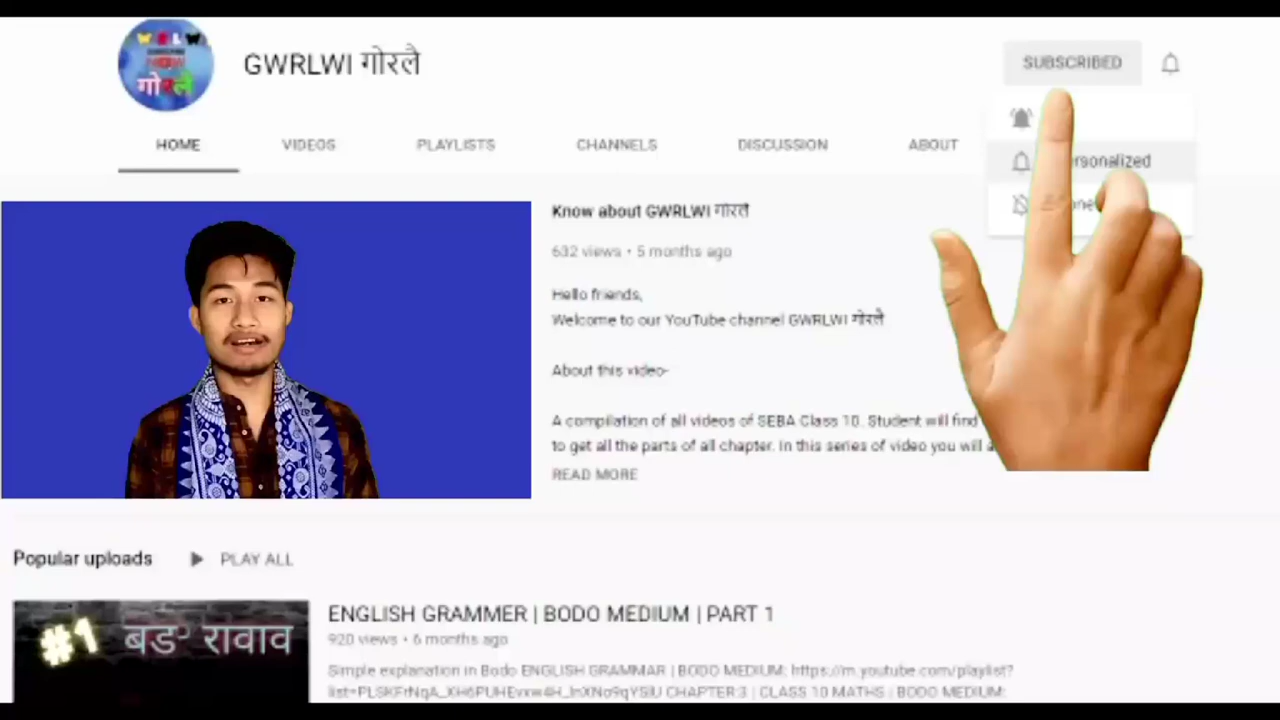 गोरलै
GWRLWI गोरलै
SUBSCRIBED
HOME
VIDEOS
PLAYLISTS
CHANNELS
DISCUSSION
ABOUT
Know about GWRLWI गोरलै
632 views • 5 months ago
Hello friends,
Welcome to our YouTube channel GWRLWI गोरलै
About this video-
A compilation of all videos of SEBA Class 10. Student will find
to get all the parts of all chapter. In this series of video you will
READ MORE
Popular uploads
PLAY ALL
#1 बड' रावाव
ENGLISH GRAMMER | BODO MEDIUM | PART 1
920 views • 6 months ago
Simple explanation in Bodo ENGLISH GRAMMAR | BODO MEDIUM: https://m.youtube.com/playlist?
CHAPTER:3 | CLASS 10 MATHS | BODO MEDIUM: